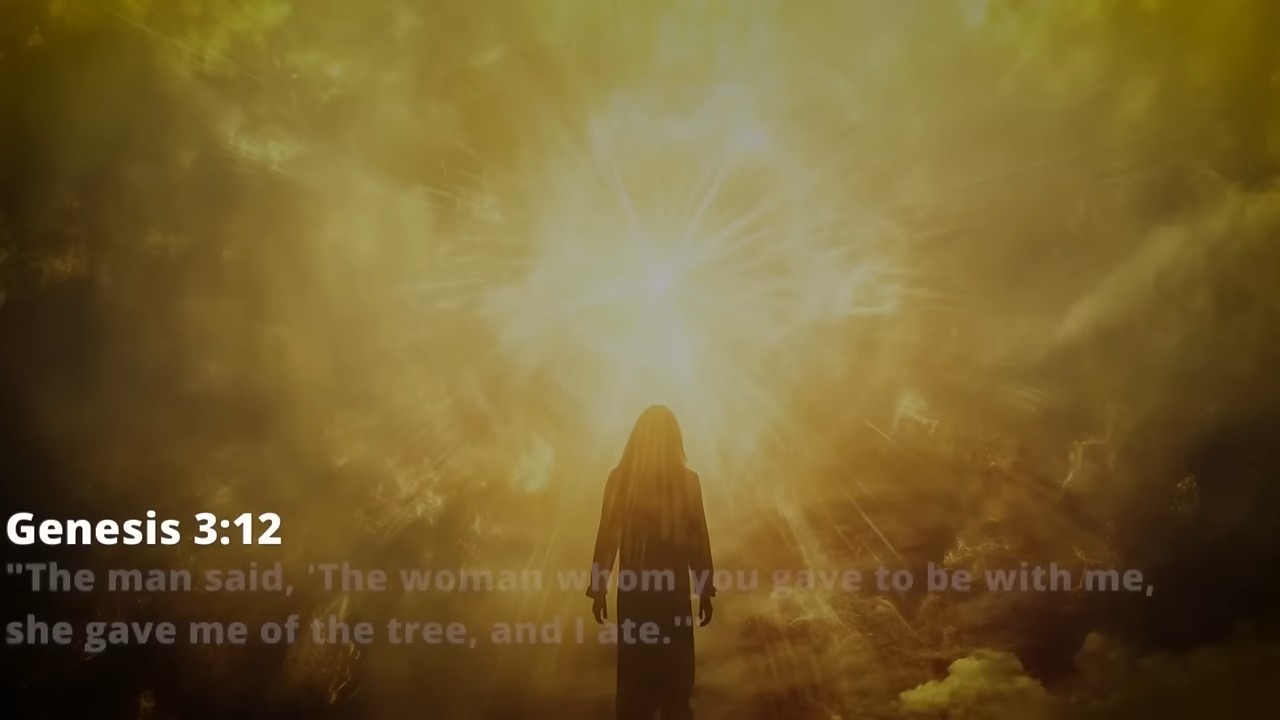 Genesis 3:12
"The man said, 'The woman whom you gave to be with me,
she gave me of the tree, and I ate.'"